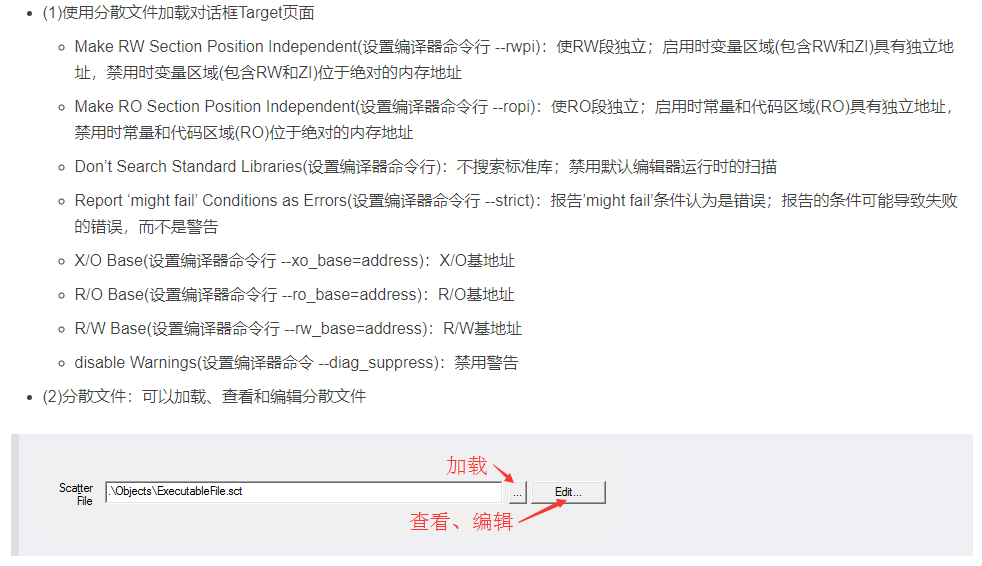 (1)使用分散文件加载对话框Target页面
Make RW Section Position Independent(设置编译器命令行 --rwpi)：使RW段独立；启用时变量区域(包含RW和ZI)具有独立地
址，禁用时变量区域(包含RW和ZI)位于绝对的内存地址
Make RO Section Position Independent(设置编译器命令行 --ropi)：使RO段独立；启用时常量和代码区域(RO)具有独立地址，
禁用时常量和代码区域(RO)位于绝对的内存地址
Don’t Search Standard Libraries(设置编译器命令行)：不搜索标准库；禁用默认编辑器运行时的扫描
Report ‘might fail’ Conditions as Errors(设置编译器命令行 --strict)：报告’might fail’条件认为是错误；报告的条件可能导致失败
的错误，而不是警告
X/O Base(设置编译器命令行 --xo_base=address)：X/O基地址
R/O Base(设置编译器命令行 --ro_base=address)：R/O基地址
R/W Base(设置编译器命令行 --rw_base=address)：R/W基地址
disable Warnings(设置编译器命令 --diag_suppress)：禁用警告
(2)分散文件：可以加载、查看和编辑分散文件
加载
Scatter
File
.\Objects\ExecutableFile.sct
...
Edit...
查看、编辑